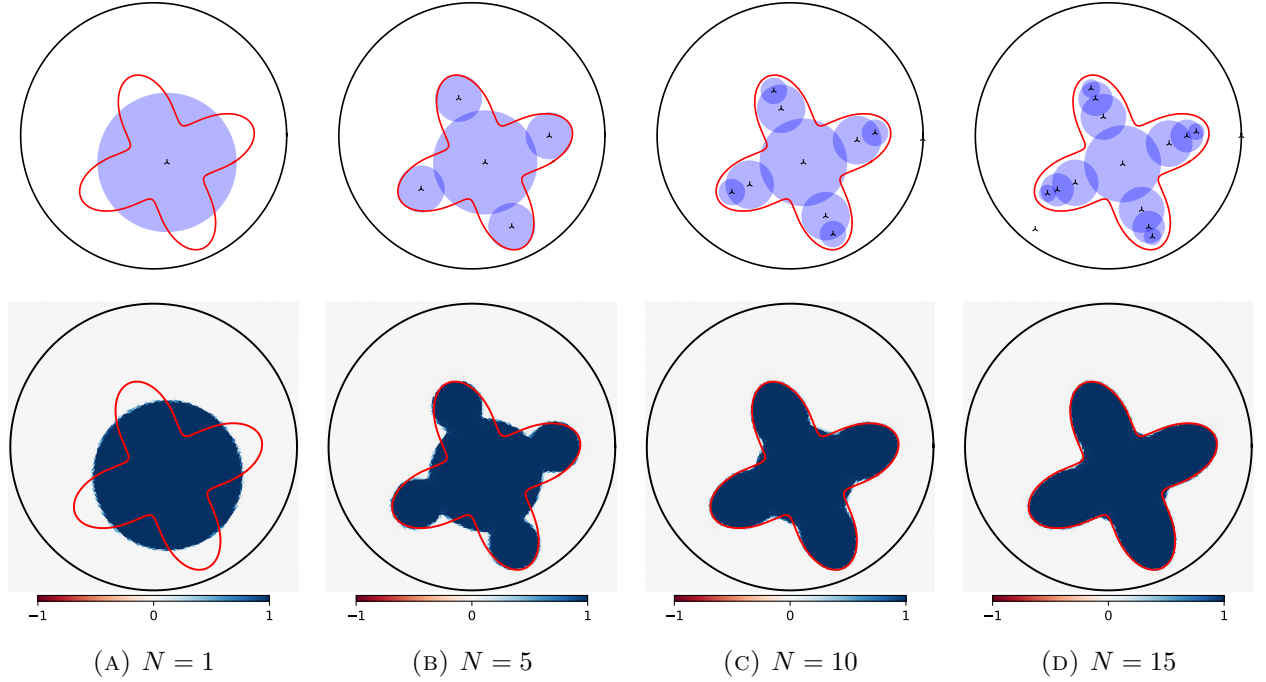 −1 0 1 −1 0 1 −1 0 1 −1 0 1
(A) N = 1 (B) N = 5 (C) N = 10 (D) N = 15